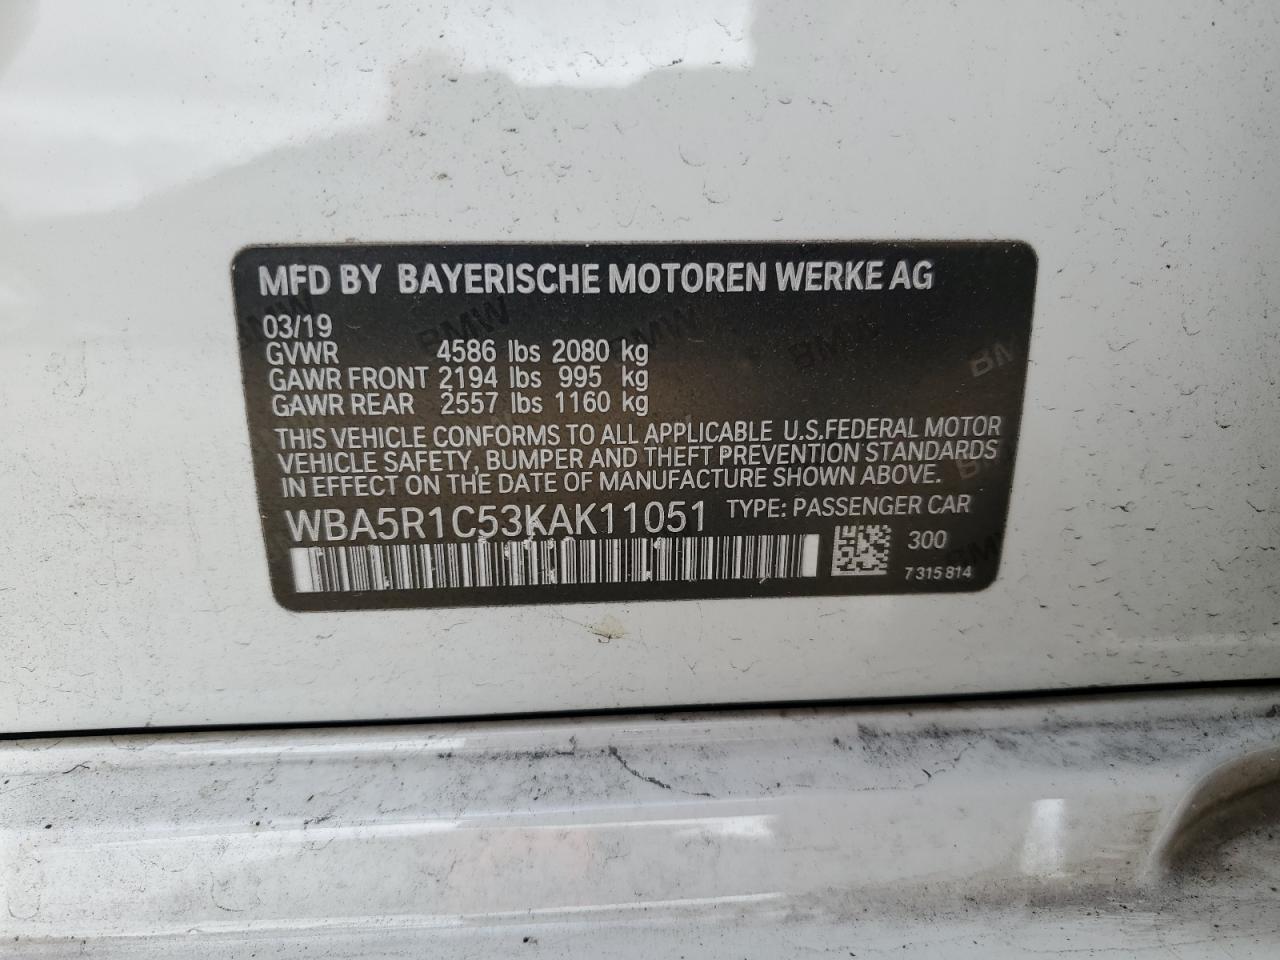 MFD BY BAYERISCHE MOTOREN WERKE AG
03/19
GVWR 4586 lbs 2080 kg
GAWR FRONT 2194 lbs 995 kg
GAWR REAR 2557 lbs 1160 kg
THIS VEHICLE CONFORMS TO ALL APPLICABLE U.S.FEDERAL MOTOR
VEHICLE SAFETY, BUMPER AND THEFT PREVENTION STANDARDS
IN EFFECT ON THE DATE OF MANUFACTURE SHOWN ABOVE.
WBA5R1C53KAK11051 TYPE: PASSENGER CAR
300
7 315 814